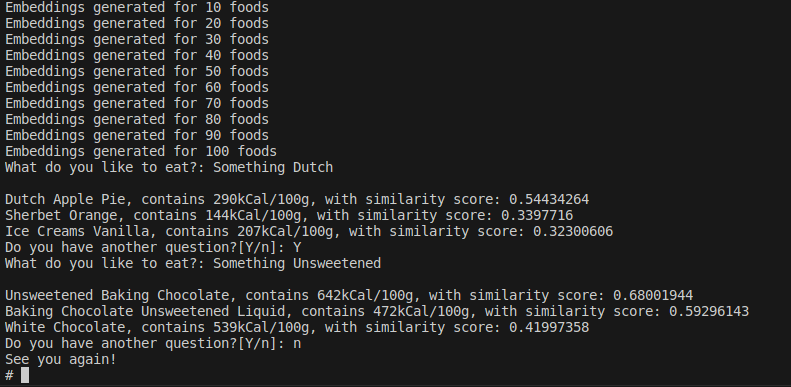 Embeddings generated for 10 foods
Embeddings generated for 20 foods
Embeddings generated for 30 foods
Embeddings generated for 40 foods
Embeddings generated for 50 foods
Embeddings generated for 60 foods
Embeddings generated for 70 foods
Embeddings generated for 80 foods
Embeddings generated for 90 foods
Embeddings generated for 100 foods
What do you like to eat?: Something Dutch
Dutch Apple Pie, contains 290kCal/100g, with similarity score: 0.54434264
Sherbet Orange, contains 144kCal/100g, with similarity score: 0.3397716
Ice Creams Vanilla, contains 207kCal/100g, with similarity score: 0.32300606
Do you have another question?[Y/n]: Y
What do you like to eat?: Something Unsweetened
Unsweetened Baking Chocolate, contains 642kCal/100g, with similarity score: 0.68001944
Baking Chocolate Unsweetened Liquid, contains 472kCal/100g, with similarity score: 0.59296143
White Chocolate, contains 539kCal/100g, with similarity score: 0.41997358
Do you have another question?[Y/n]: n
See you again!
#